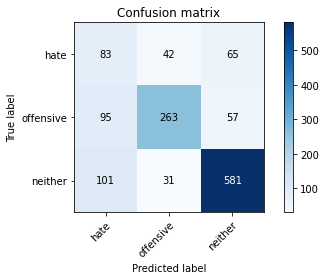 Confusion matrix
True label
hate 83 42 65
offensive 95 263 57
neither 101 31 581
hate offensive neither
Predicted label
500
400
300
200
100